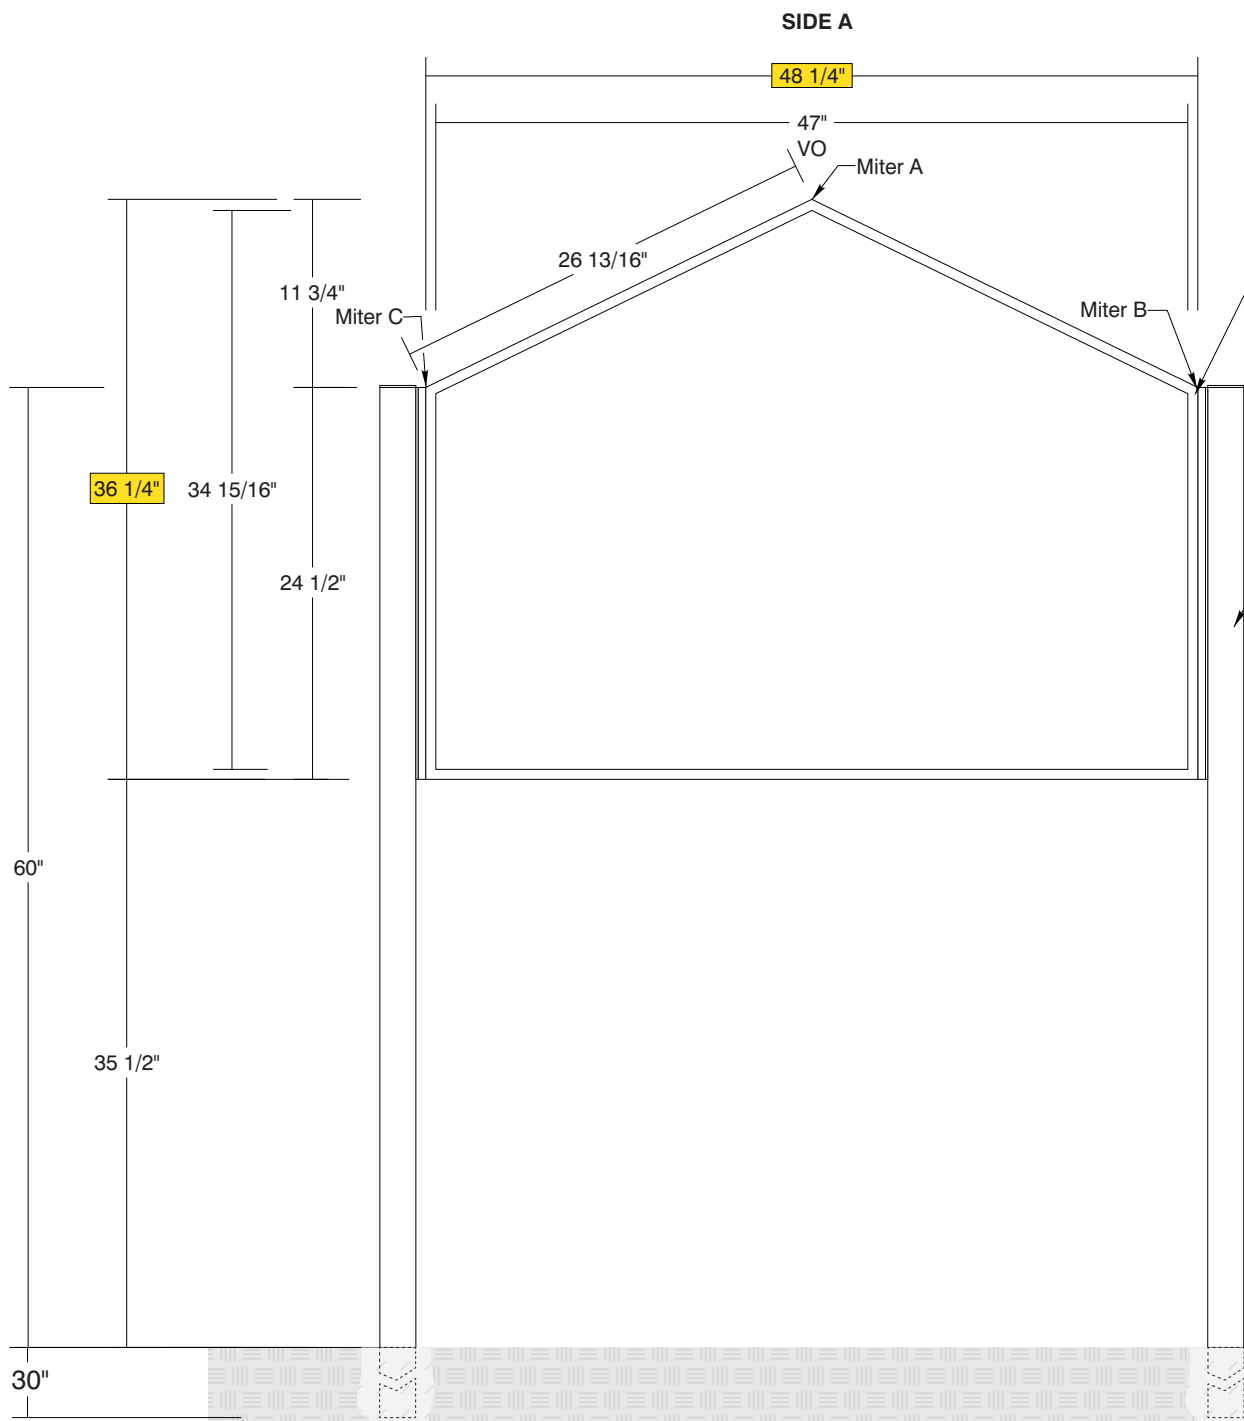 SIDE A
48 1/4"
47"
VO
Miter A
26 13/16"
11 3/4"
Miter C
Miter B
36 1/4"
34 15/16"
24 1/2"
60"
35 1/2"
30"